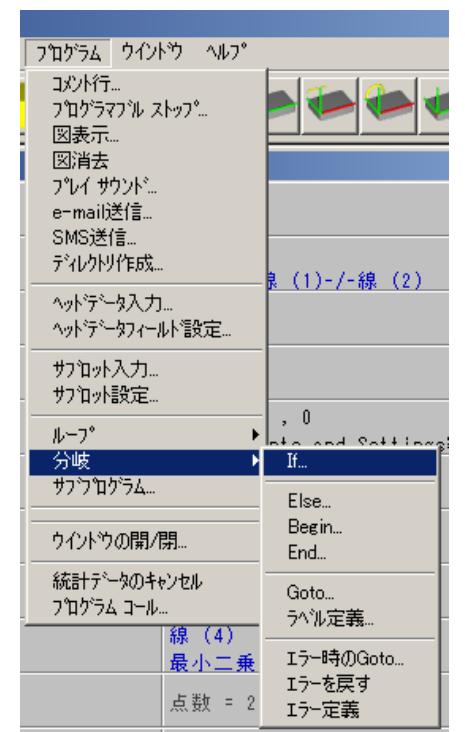 ﾌﾟﾛｸﾞﾗﾑ ｳｲﾝﾄﾞｳ ﾍﾙﾌﾟ
ｺﾒﾝﾄ行...
ﾌﾟﾛｸﾞﾗﾏﾌﾞﾙ ｽﾄｯﾌﾟ...
図表示...
図消去
ﾌﾟﾚｲ ｻｳﾝﾄﾞ...
e-mail送信...
SMS送信...
ﾃﾞｨﾚｸﾄﾘ作成...
線 (1)-/-線 (2)
ﾍｯﾄﾞﾃﾞｰﾀ入力...
ﾍｯﾄﾞﾃﾞｰﾀﾌｨｰﾙﾄﾞ設定...
ｻﾌﾞﾛｯﾄ入力...
ｻﾌﾞﾛｯﾄ設定...
, 0
ﾙｰﾌﾟ
分岐
If...
ｻﾌﾞﾌﾟﾛｸﾞﾗﾑ...
Else...
Begin...
ｳｲﾝﾄﾞｳの開/閉...
End...
統計ﾃﾞｰﾀのｷｬﾝｾﾙ
Goto...
ﾌﾟﾛｸﾞﾗﾑ ｺｰﾙ...
ﾗﾍﾞﾙ定義...
線 (4)
最小二乗
ｴﾗｰ時のGoto...
ｴﾗｰを戻す
点数 = 2
ｴﾗｰ定義